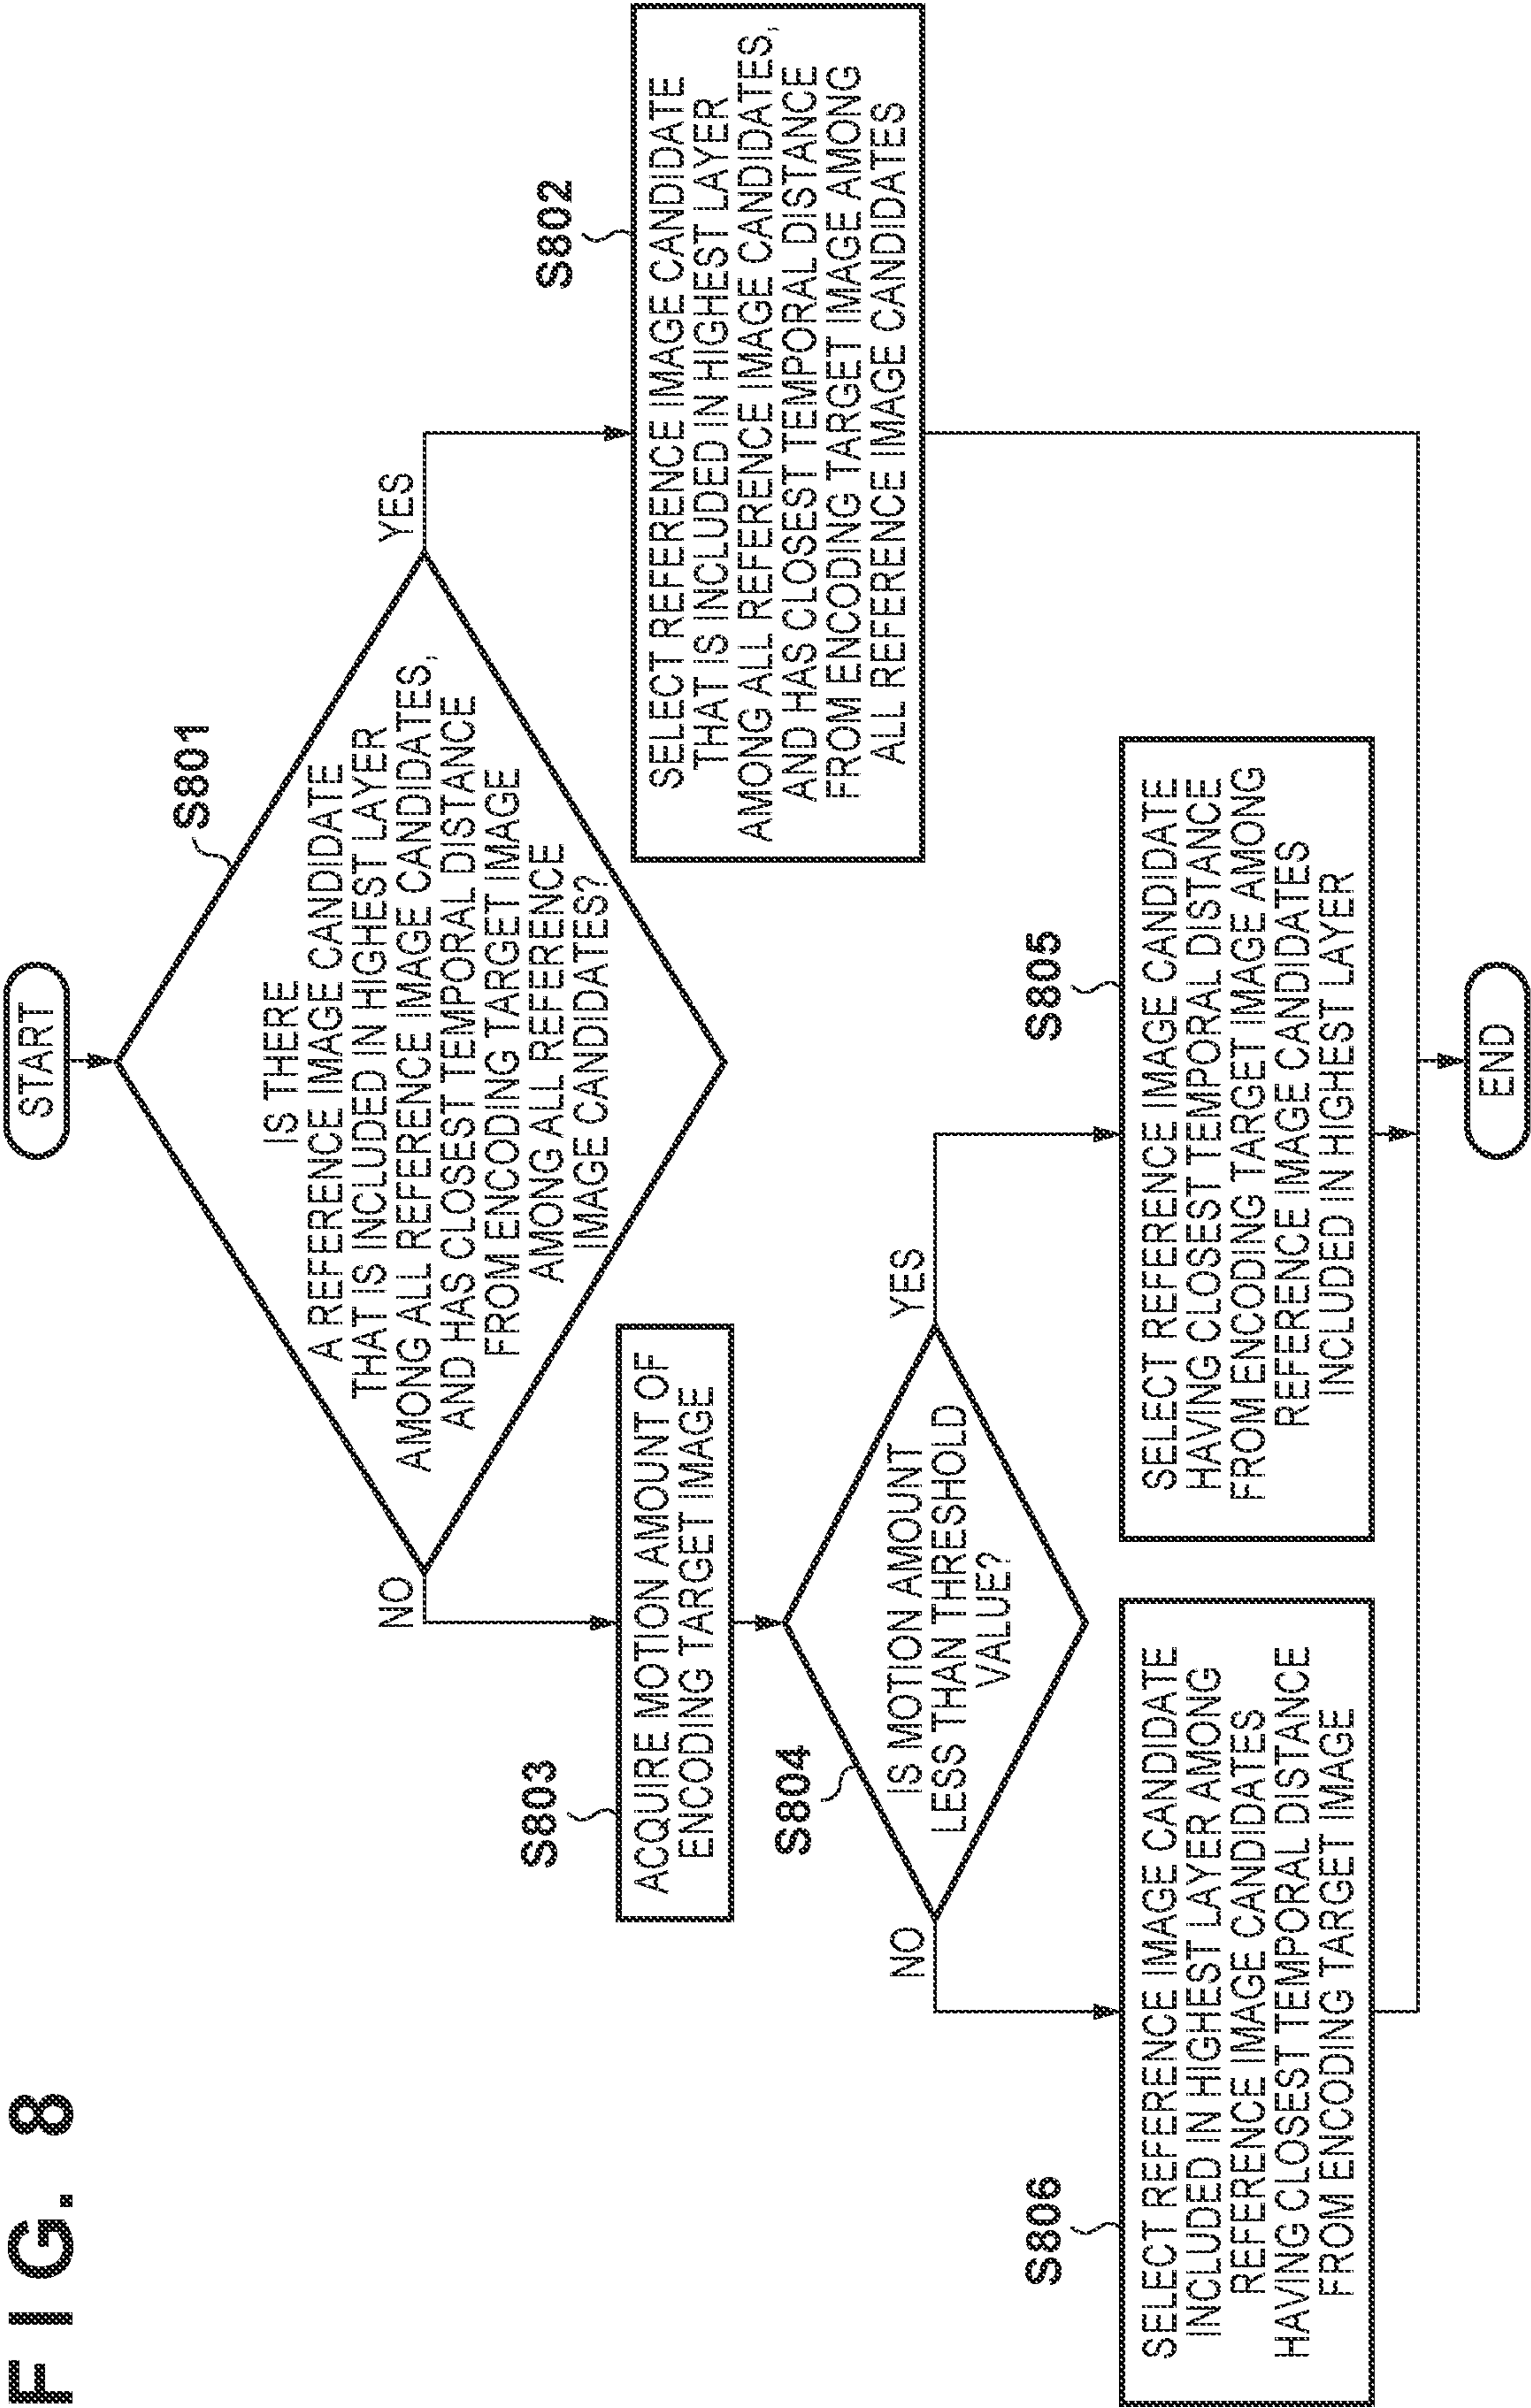 FIG. 8
START
S801
IS THERE
A REFERENCE IMAGE CANDIDATE
THAT IS INCLUDED IN HIGHEST LAYER
AMONG ALL REFERENCE IMAGE CANDIDATES,
AND HAS CLOSEST TEMPORAL DISTANCE
FROM ENCODING TARGET IMAGE
AMONG ALL REFERENCE
IMAGE CANDIDATES?
NO
YES
S802
SELECT REFERENCE IMAGE CANDIDATE
THAT IS INCLUDED IN HIGHEST LAYER
AMONG ALL REFERENCE IMAGE CANDIDATES,
AND HAS CLOSEST TEMPORAL DISTANCE
FROM ENCODING TARGET IMAGE AMONG
ALL REFERENCE IMAGE CANDIDATES
S803
ACQUIRE MOTION AMOUNT OF
ENCODING TARGET IMAGE
S804
IS MOTION AMOUNT
LESS THAN THRESHOLD
VALUE?
NO
YES
S806
SELECT REFERENCE IMAGE CANDIDATE
INCLUDED IN HIGHEST LAYER AMONG
REFERENCE IMAGE CANDIDATES
HAVING CLOSEST TEMPORAL DISTANCE
FROM ENCODING TARGET IMAGE
S805
SELECT REFERENCE IMAGE CANDIDATE
HAVING CLOSEST TEMPORAL DISTANCE
FROM ENCODING TARGET IMAGE AMONG
REFERENCE IMAGE CANDIDATES
INCLUDED IN HIGHEST LAYER
END